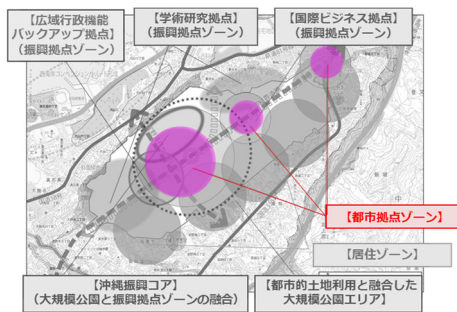 【広域行政機能
バックアップ拠点】
（振興拠点ゾーン）
【学術研究拠点】
（振興拠点ゾーン）
【国際ビジネス拠点】
（振興拠点ゾーン）
【都市拠点ゾーン】
【居住ゾーン】
【沖縄振興コア】
（大規模公園と振興拠点ゾーンの融合）
【都市的土地利用と融合した
大規模公園エリア】